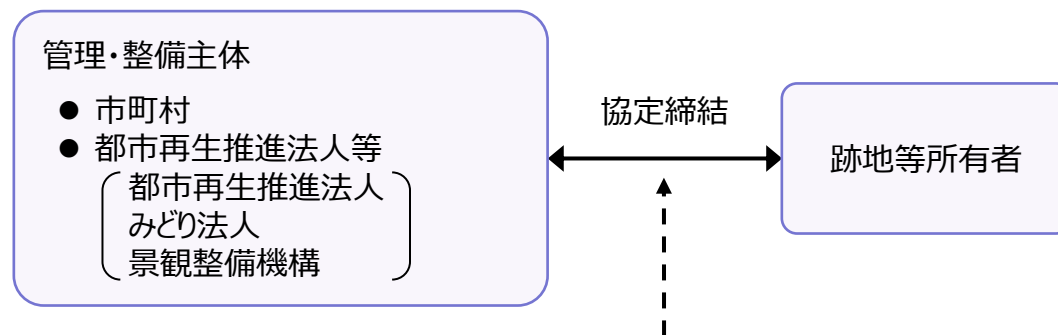 管理・整備主体
● 市町村
● 都市再生推進法人等
都市再生推進法人
みどり法人
景観整備機構
協定締結
跡地等所有者